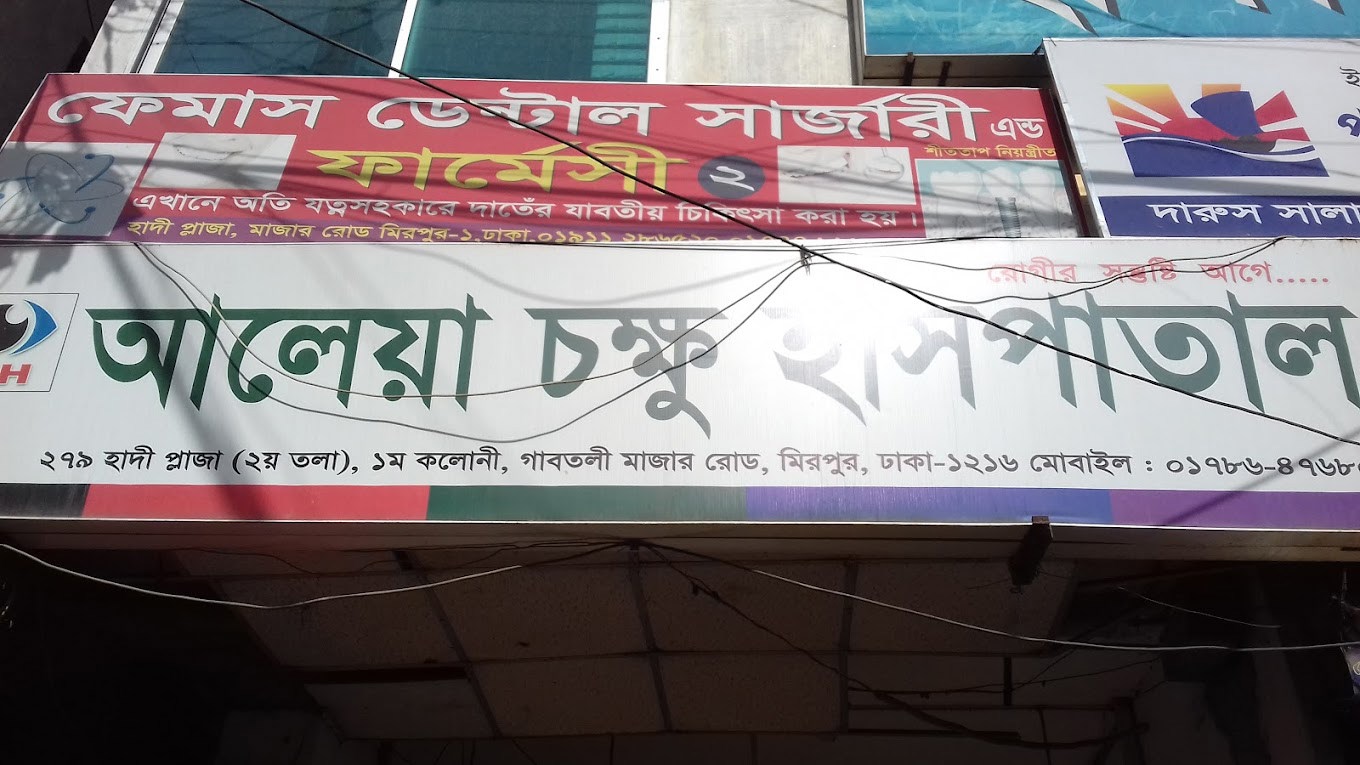 ফেমাস ডেন্টাল সার্জারী এন্ড
ফার্মেসী ২
শীততাপ নিয়ন্ত্রীত
এখানে অতি যত্নসহকারে দাতেঁর যাবতীয় চিকিৎসা করা হয় ।
হাদী প্লাজা, মাজার রোড মিরপুর-১, ঢাকা ০১৯১১
দারুস সালা
রোগীর সন্তুষ্টি আগে.....
আলেয়া চক্ষু হাসপাতাল
H
২৭৯ হাদী প্লাজা (২য় তলা), ১ম কলোনী, গাবতলী মাজার রোড, মিরপুর, ঢাকা-১২১৬ মোবাইল : ০১৭৮৬-৪৭৬৮